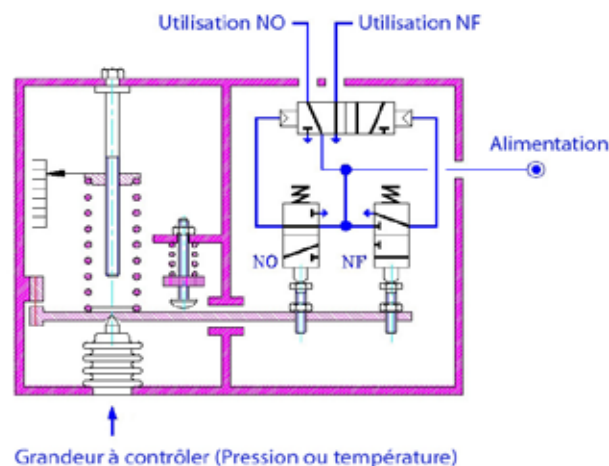 Utilisation NO
Utilisation NF
Alimentation
NO
NF
Grandeur à contrôler (Pression ou température)